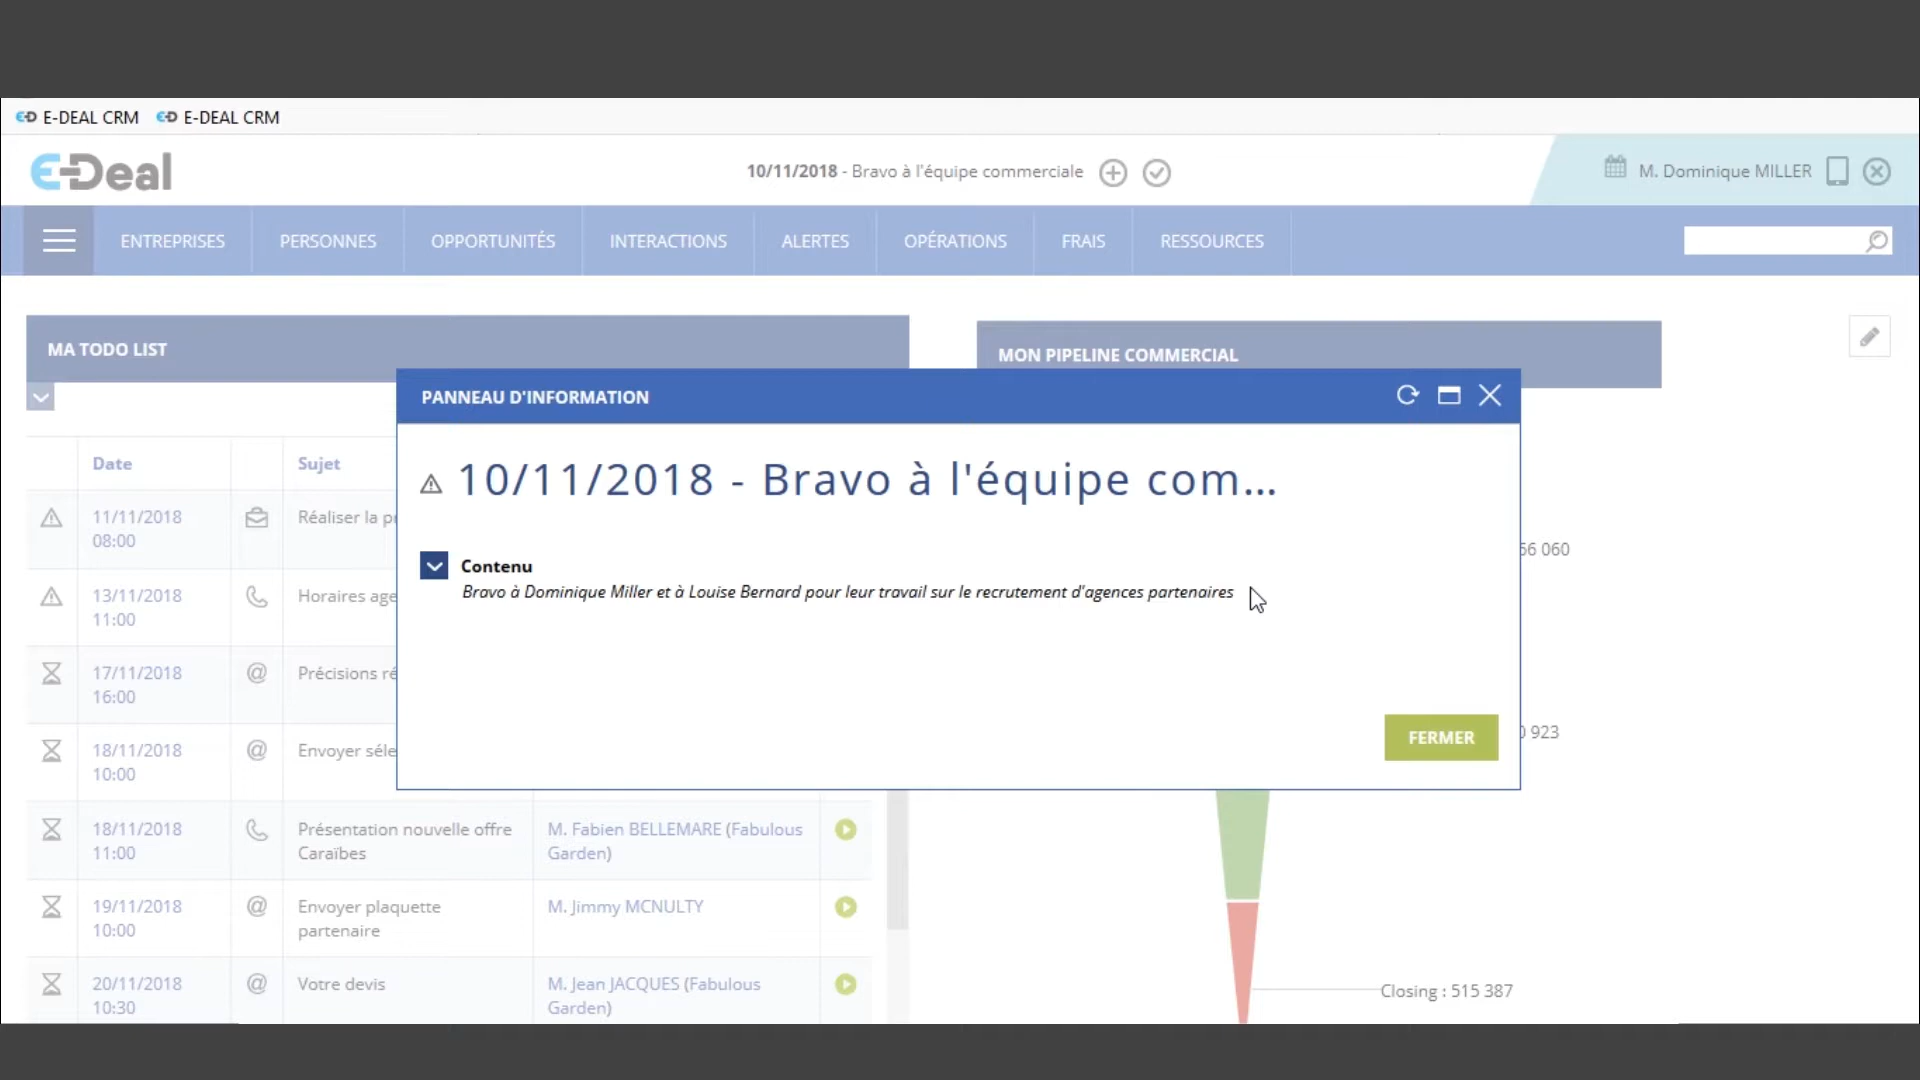 E-DEAL CRM E-DEAL CRM
E-Deal
10/11/2018 - Bravo à l'équipe commerciale
M. Dominique MILLER
ENTREPRISES PERSONNES OPPORTUNITÉS INTERACTIONS ALERTES OPÉRATIONS FRAIS RESSOURCES
MA TODO LIST
MON PIPELINE COMMERCIAL
PANNEAU D'INFORMATION
10/11/2018 - Bravo à l'équipe com...
Contenu
Bravo à Dominique Miller et à Louise Bernard pour leur travail sur le recrutement d'agences partenaires
FERMER
Date Sujet
11/11/2018
08:00
Réaliser la
13/11/2018
11:00
Horaires
17/11/2018
16:00
@ Précisions
18/11/2018
10:00
@ Envoyer
18/11/2018
11:00
Présentation nouvelle offre
Caraïbes
M. Fabien BELLEMARE (Fabulous
Garden)
19/11/2018
10:00
@ Envoyer plaquette
partenaire
M. Jimmy MCNULTY
20/11/2018
10:30
@ Votre devis
M. Jean JACQUES (Fabulous
Garden)
56 060
923
Closing : 515 387